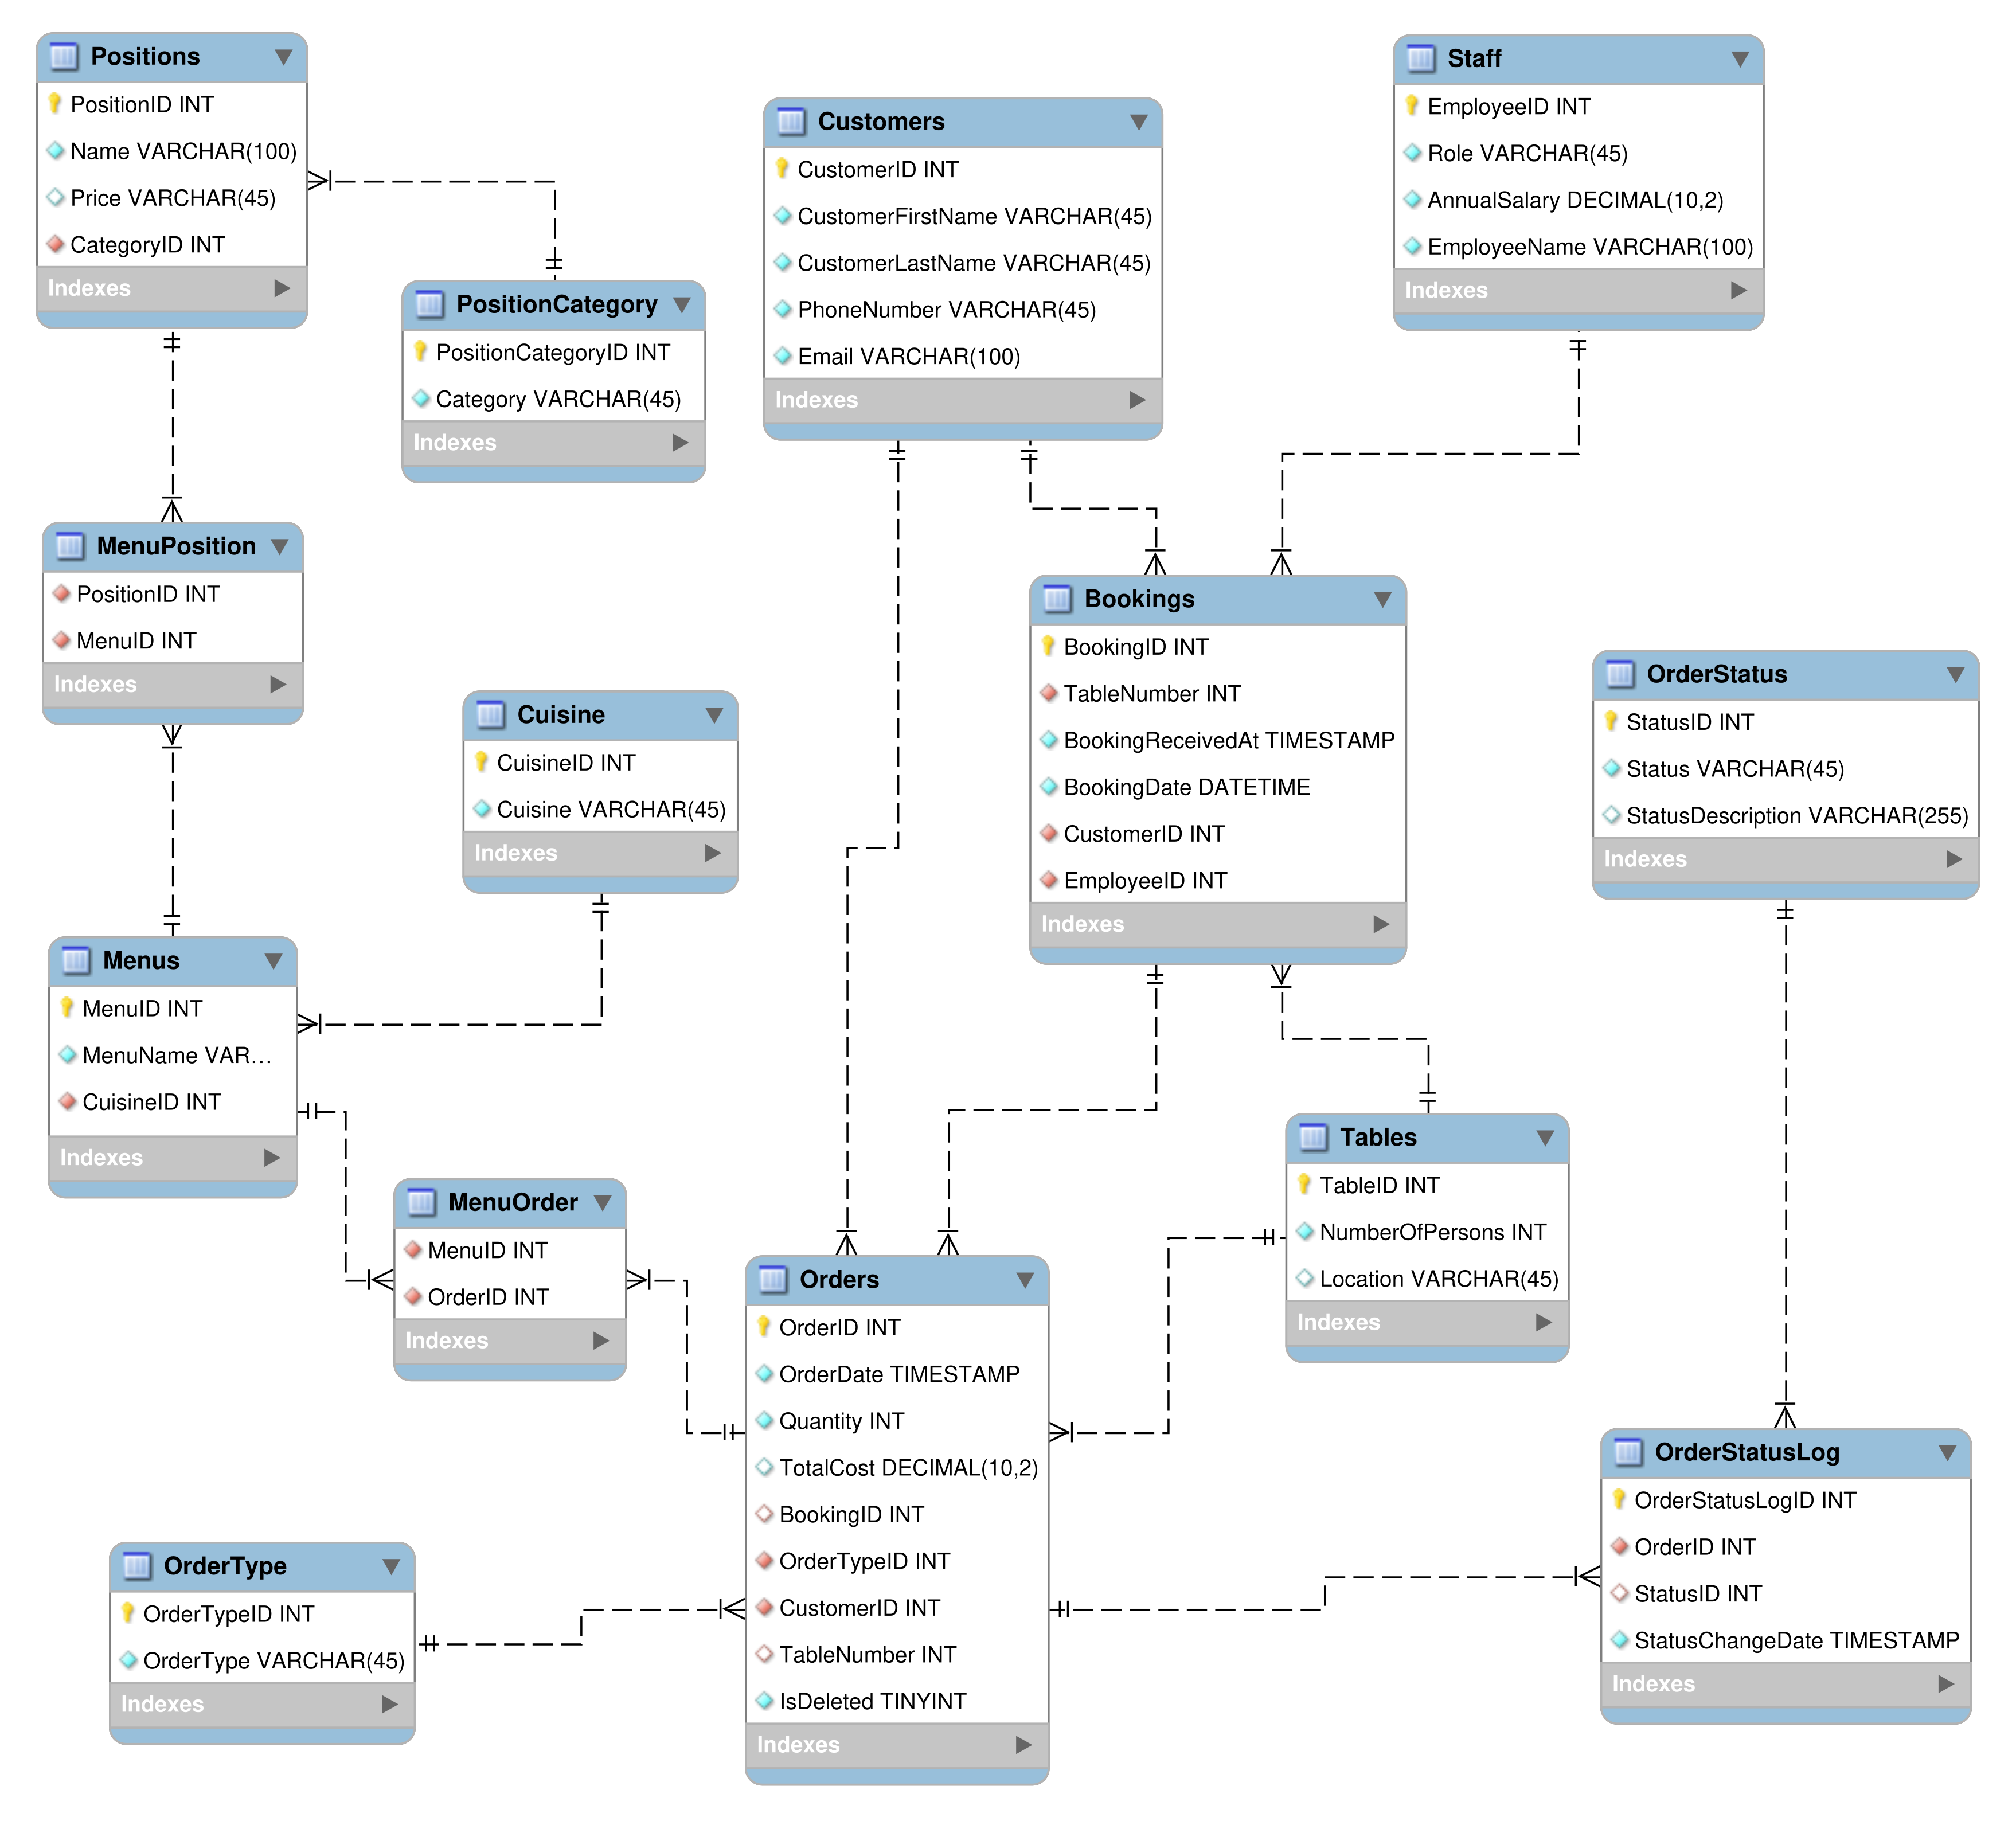 Positions
PositionID INT
Name VARCHAR(100)
Price VARCHAR(45)
CategoryID INT
Indexes
PositionCategory
PositionCategoryID INT
Category VARCHAR(45)
Indexes
Customers
CustomerID INT
CustomerFirstName VARCHAR(45)
CustomerLastName VARCHAR(45)
PhoneNumber VARCHAR(45)
Email VARCHAR(100)
Indexes
Staff
EmployeeID INT
Role VARCHAR(45)
AnnualSalary DECIMAL(10,2)
EmployeeName VARCHAR(100)
Indexes
MenuPosition
PositionID INT
MenuID INT
Indexes
Cuisine
CuisineID INT
Cuisine VARCHAR(45)
Indexes
Bookings
BookingID INT
TableNumber INT
BookingReceivedAt TIMESTAMP
BookingDate DATETIME
CustomerID INT
EmployeeID INT
Indexes
OrderStatus
StatusID INT
Status VARCHAR(45)
StatusDescription VARCHAR(255)
Indexes
Menus
MenuID INT
MenuName VAR...
CuisineID INT
Indexes
MenuOrder
MenuID INT
OrderID INT
Indexes
Tables
TableID INT
NumberOfPersons INT
Location VARCHAR(45)
Indexes
Orders
OrderID INT
OrderDate TIMESTAMP
Quantity INT
TotalCost DECIMAL(10,2)
BookingID INT
OrderTypeID INT
CustomerID INT
TableNumber INT
IsDeleted TINYINT
Indexes
OrderType
OrderTypeID INT
OrderType VARCHAR(45)
Indexes
OrderStatusLog
OrderStatusLogID INT
OrderID INT
StatusID INT
StatusChangeDate TIMESTAMP
Indexes